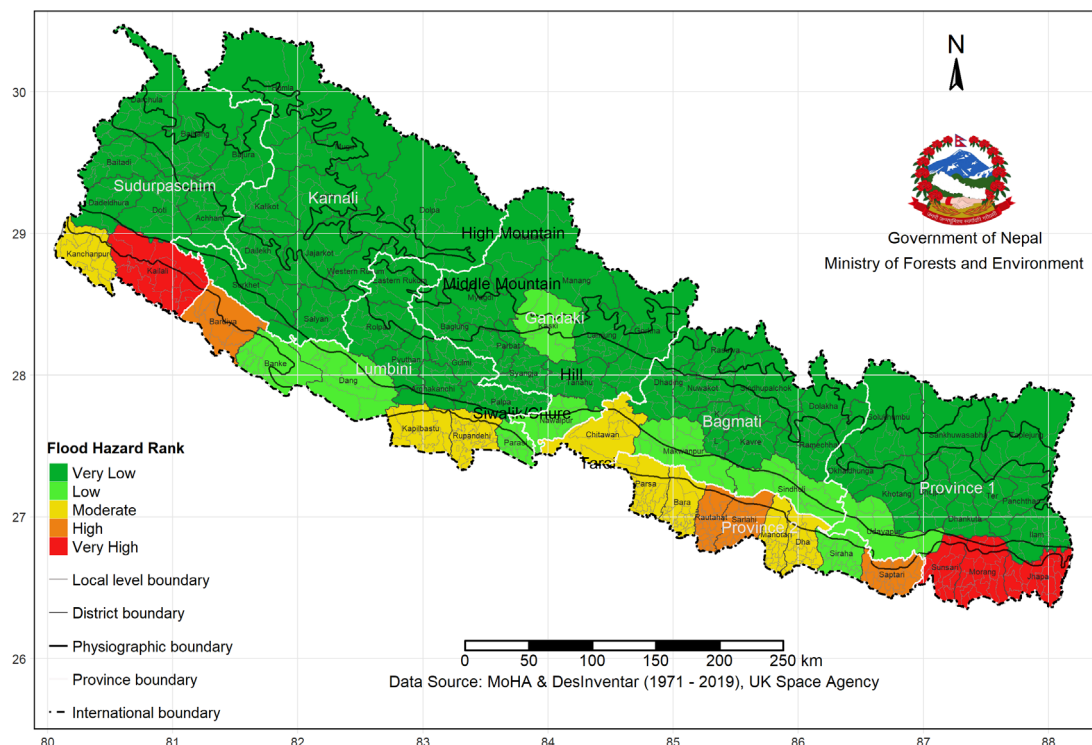 N
Government of Nepal
Ministry of Forests and Environment
30
29
28
27
26
80
81
82
83
84
85
86
87
88
Darchula
Humla
Bajhang
Bajura
Mugu
Bailadi
Sudurpaschim
Karnali
Dadeldhura
Doti
Achham
Kalikot
Dolpa
High Mountain
Kanchanpur
Kailali
Dailekh
Jajarkot
Western Rukum
Eastern Rukum
Middle Mountain
Manang
Surkhet
Myagdi
Salyan
Rolpa
Baglung
Kaski
Gandaki
Lamjung
Gorkha
Bardiya
Parbat
Rasuwa
Banke
Lumbini
Dang
Pyuthan
Gulmi
Syangja
Hill
Tanahu
Dhading
Nuwakot
Sindhupalchok
Arghakanchi
Palpa
Dolakha
Solukhumbu
Siwalik/Chure
Nawalpur
Bagmati
Kapilbastu
Rupandehi
Parasi
Chitawan
Makwanpur
Kavre
Ramechhap
Sankhuwasabha
Taplejung
Okhaldhunga
Tarai
Sindhuli
Province 1
Khotang
Ter
Panchthar
Parsa
Bara
Rautahat
Sarlahi
Province 2
Mahottari
Dha
Siraha
Udayapur
Dhankuta
Ilam
Saptari
Sunsari
Morang
Jhapa
Flood Hazard Rank
Very Low
Low
Moderate
High
Very High
Local level boundary
District boundary
Physiographic boundary
Province boundary
International boundary
0 50 100 150 200 250 km
Data Source: MoHA & DesInventar (1971 - 2019), UK Space Agency